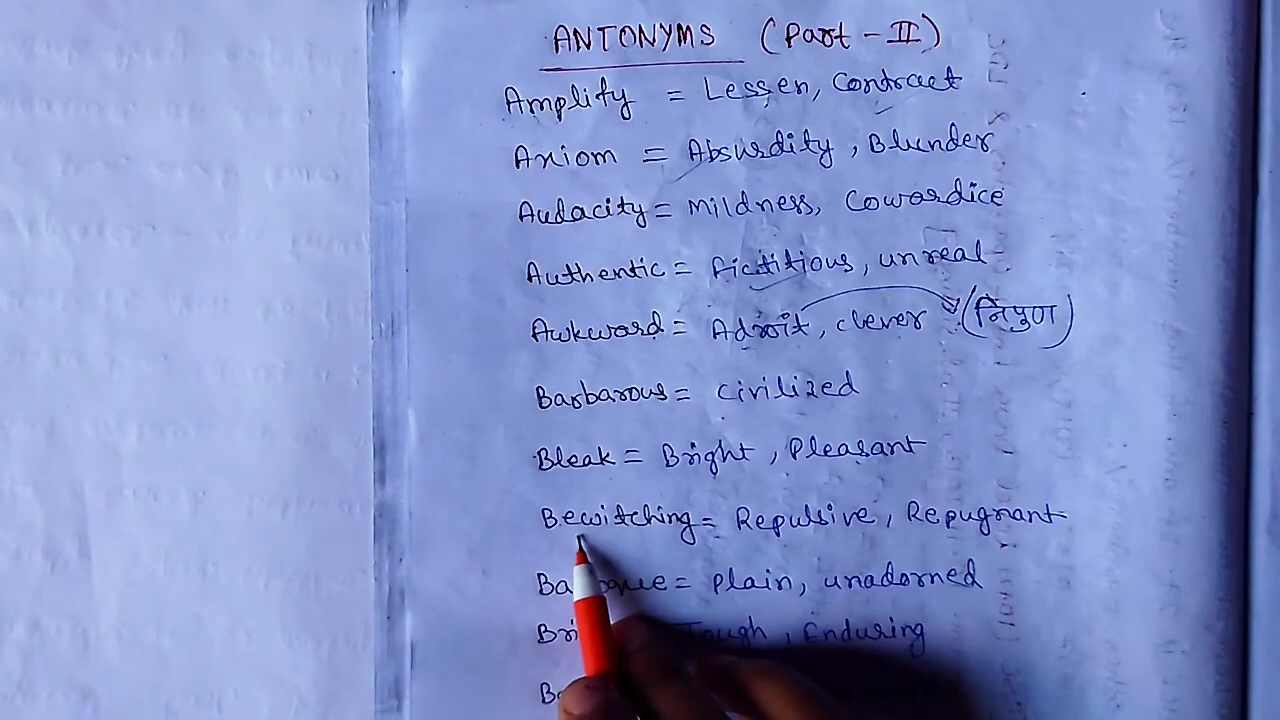 ANTONYMS (Part - II)
Amplify = Lessen, Contract
Axiom = Absurdity, Blunder
Audacity = Mildness, Cowardice
Authentic = Fictitious, unreal
Awkward = Adroit, clever (निपुण)
Barbarous = Civilized
Bleak = Bright, Pleasant
Bewitching = Repulsive, Repugnant
= Plain, unadorned
Tough, Enduring